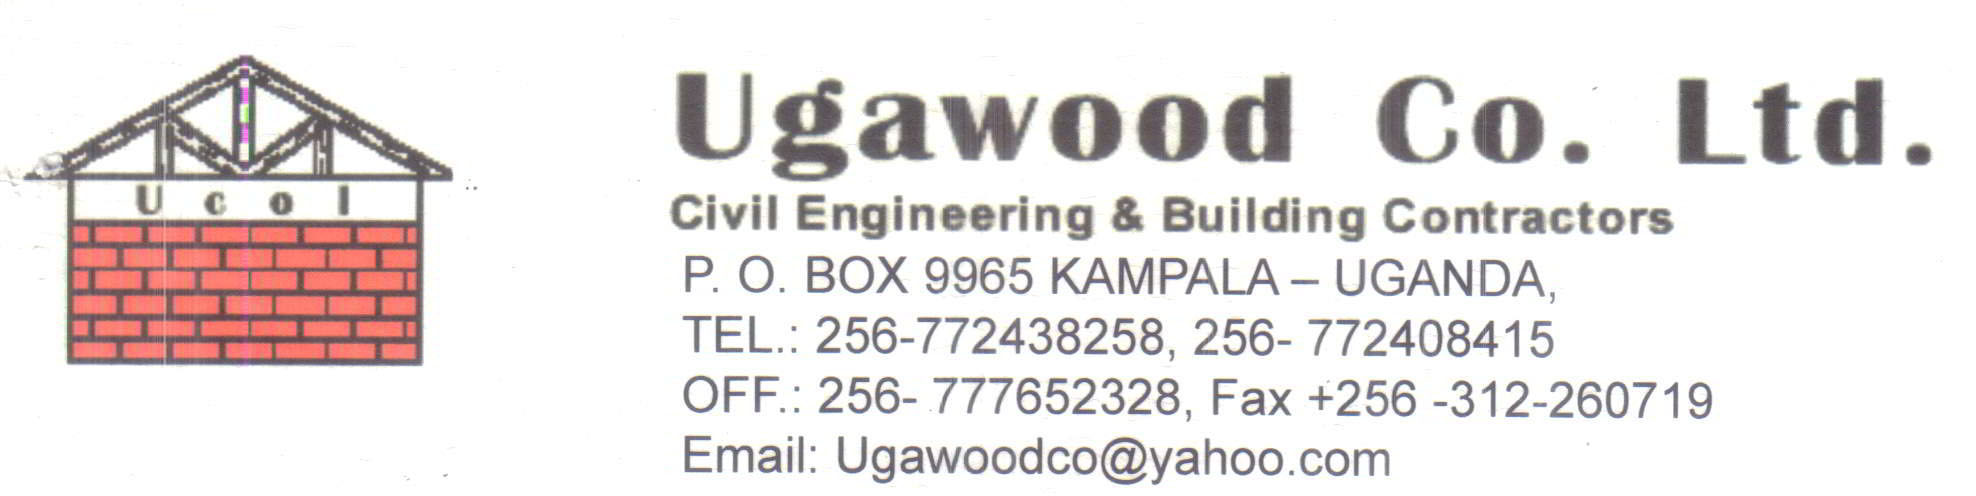 Ucol
Ugawood Co. Ltd.
Civil Engineering & Building Contractors
P. O. BOX 9965 KAMPALA – UGANDA,
TEL.: 256-772438258, 256- 772408415
OFF.: 256- 777652328, Fax +256 -312-260719
Email: Ugawoodco@yahoo.com